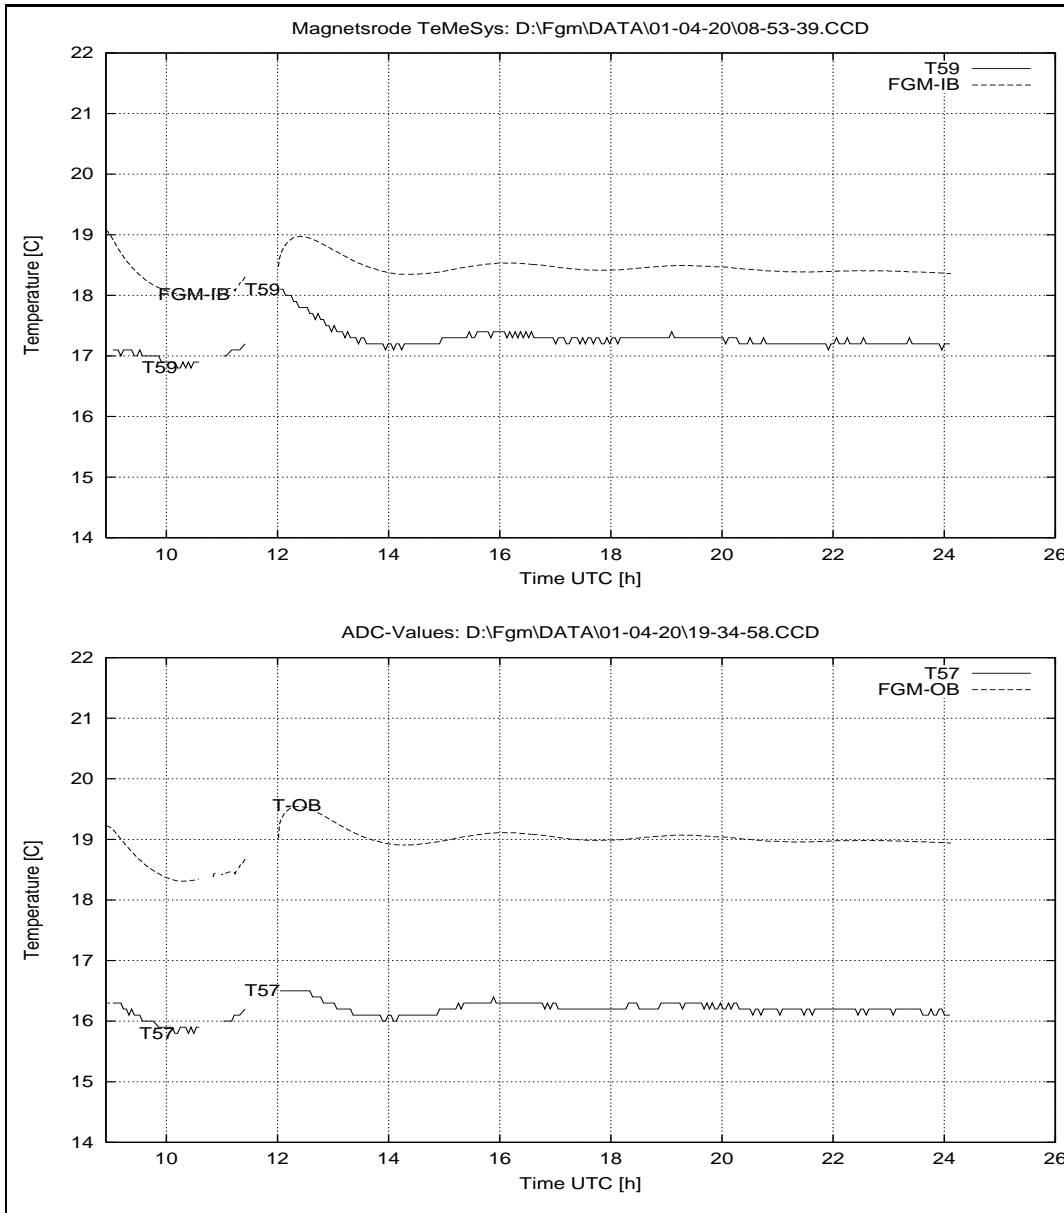 Magnetsrode TeMeSys: D:\Fgm\DATA\01-04-20\08-53-39.CCD
T59
FGM-IB
22
21
20
19
18
17
16
15
14
Temperature [C]
FGM-IB
T59
T59
10 12 14 16 18 20 22 24 26
Time UTC [h]
ADC-Values: D:\Fgm\DATA\01-04-20\19-34-58.CCD
T57
FGM-OB
22
21
20
19
18
17
16
15
14
Temperature [C]
T-OB
T57
T57
10 12 14 16 18 20 22 24 26
Time UTC [h]